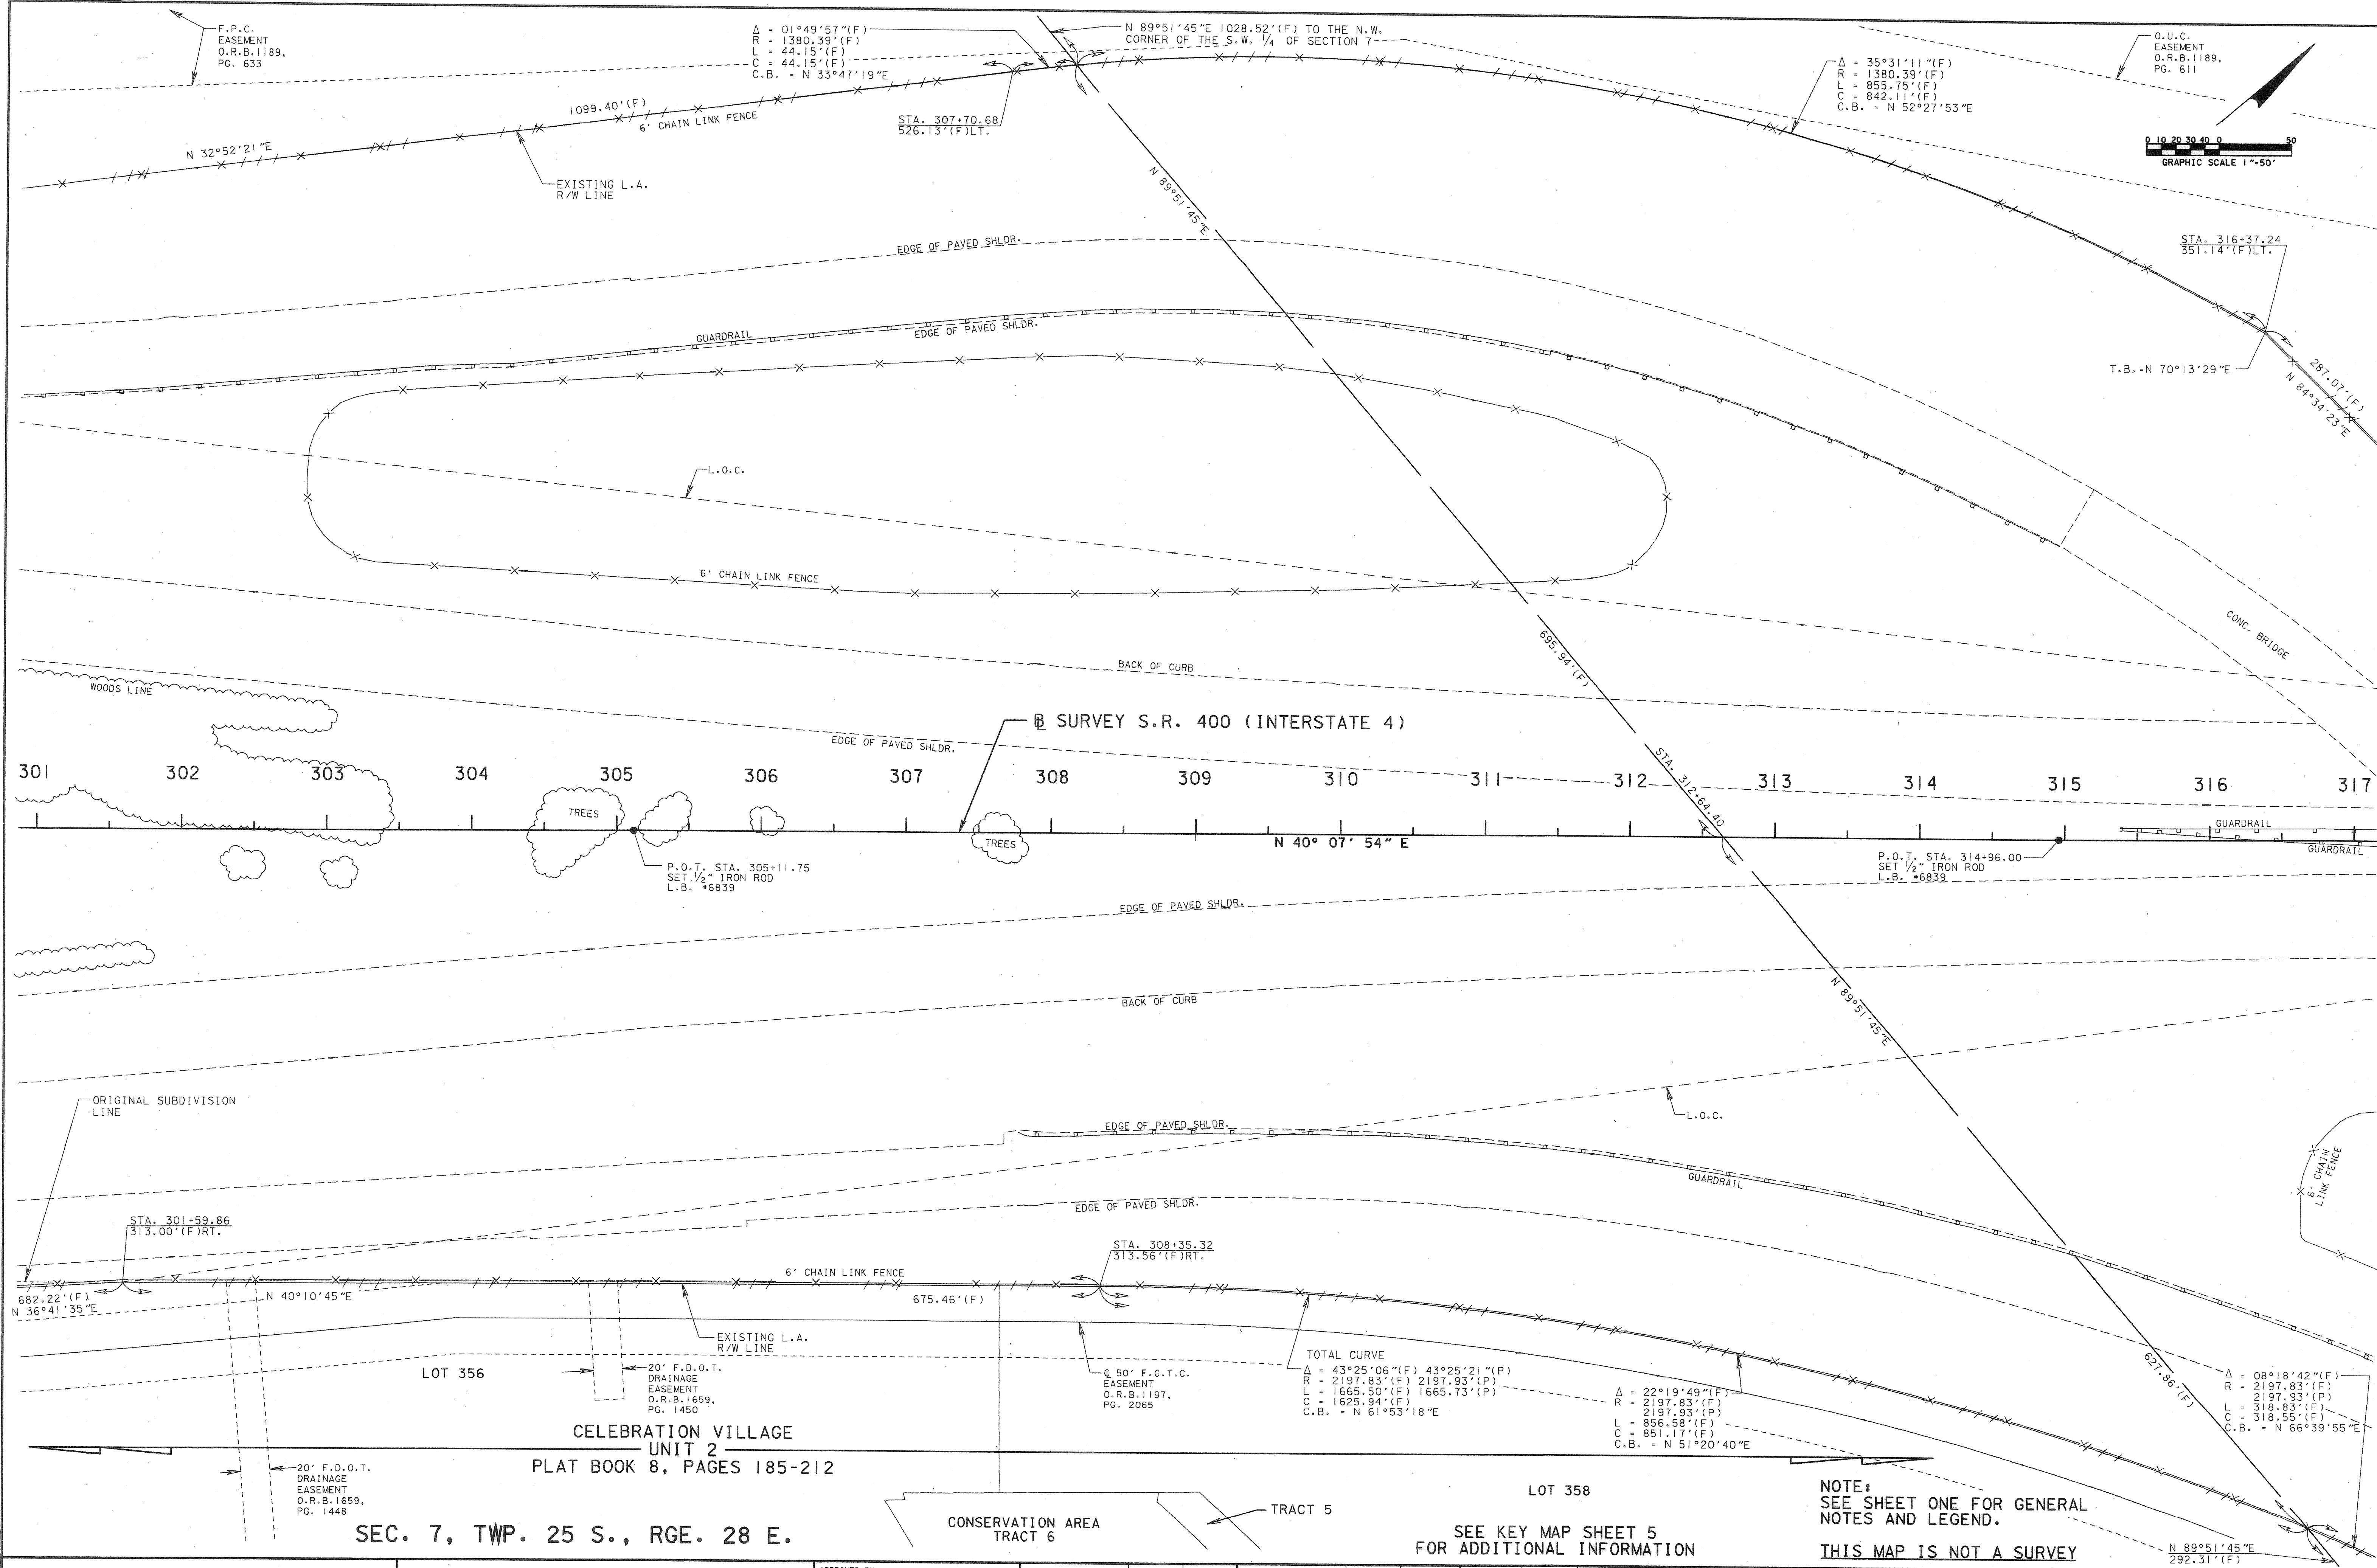 F.P.C.
EASEMENT
O.R.B.1189,
PG. 633
Δ = 01°49'57"(F)
R = 1380.39'(F)
L = 44.15'(F)
C = 44.15'(F)
C.B. = N 33°47'19"E
N 89°51'45"E 1028.52'(F) TO THE N.W.
CORNER OF THE S.W. 1/4 OF SECTION 7
O.U.C.
EASEMENT
O.R.B.1189,
PG. 611
Δ = 35°31'11"(F)
R = 1380.39'(F)
L = 855.75'(F)
C = 842.11'(F)
C.B. = N 52°27'53"E
0 10 20 30 40 0 50
GRAPHIC SCALE 1"=50'
1099.40'(F)
6' CHAIN LINK FENCE
N 32°52'21"E
STA. 307+70.68
526.13'(F)LT.
EXISTING L.A.
R/W LINE
N 89°51'45"E
EDGE OF PAVED SHLDR.
STA. 316+37.24
351.14'(F)LT.
GUARDRAIL
EDGE OF PAVED SHLDR.
T.B.=N 70°13'29"E
287.07'(F)
N 84°34'23"E
L.O.C.
6' CHAIN LINK FENCE
CONC. BRIDGE
695.94'(F)
BACK OF CURB
WOODS LINE
℄ SURVEY S.R. 400 (INTERSTATE 4)
EDGE OF PAVED SHLDR.
STA. 312+64.40
301 302 303 304 305 306 307 308 309 310 311 312 313 314 315 316 317
TREES
TREES
N 40° 07' 54" E
GUARDRAIL
GUARDRAIL
P.O.T. STA. 305+11.75
SET 1/2" IRON ROD
L.B. #6839
P.O.T. STA. 314+96.00
SET 1/2" IRON ROD
L.B. #6839
EDGE OF PAVED SHLDR.
N 89°51'45"E
BACK OF CURB
ORIGINAL SUBDIVISION
LINE
L.O.C.
EDGE OF PAVED SHLDR.
GUARDRAIL
6' CHAIN
LINK FENCE
EDGE OF PAVED SHLDR.
STA. 301+59.86
313.00'(F)RT.
STA. 308+35.32
313.56'(F)RT.
6' CHAIN LINK FENCE
682.22'(F)
N 36°41'35"E
N 40°10'45"E
675.46'(F)
EXISTING L.A.
R/W LINE
LOT 356
20' F.D.O.T.
DRAINAGE
EASEMENT
O.R.B.1659,
PG. 1450
℄ 50' F.G.T.C.
EASEMENT
O.R.B.1197,
PG. 2065
TOTAL CURVE
Δ = 43°25'06"(F) 43°25'21"(P)
R = 2197.83'(F) 2197.93'(P)
L = 1665.50'(F) 1665.73'(P)
C = 1625.94'(F)
C.B. = N 61°53'18"E
Δ = 22°19'49"(F)
R = 2197.83'(F)
2197.93'(P)
L = 856.58'(F)
C = 851.17'(F)
C.B. = N 51°20'40"E
627.86'(F)
Δ = 08°18'42"(F)
R = 2197.83'(F)
2197.93'(P)
L = 318.83'(F)
C = 318.55'(F)
C.B. = N 66°39'55"E
CELEBRATION VILLAGE
UNIT 2
PLAT BOOK 8, PAGES 185-212
20' F.D.O.T.
DRAINAGE
EASEMENT
O.R.B.1659,
PG. 1448
SEC. 7, TWP. 25 S., RGE. 28 E.
CONSERVATION AREA
TRACT 6
TRACT 5
LOT 358
SEE KEY MAP SHEET 5
FOR ADDITIONAL INFORMATION
NOTE:
SEE SHEET ONE FOR GENERAL
NOTES AND LEGEND.
THIS MAP IS NOT A SURVEY
N 89°51'45"E
292.31'(F)